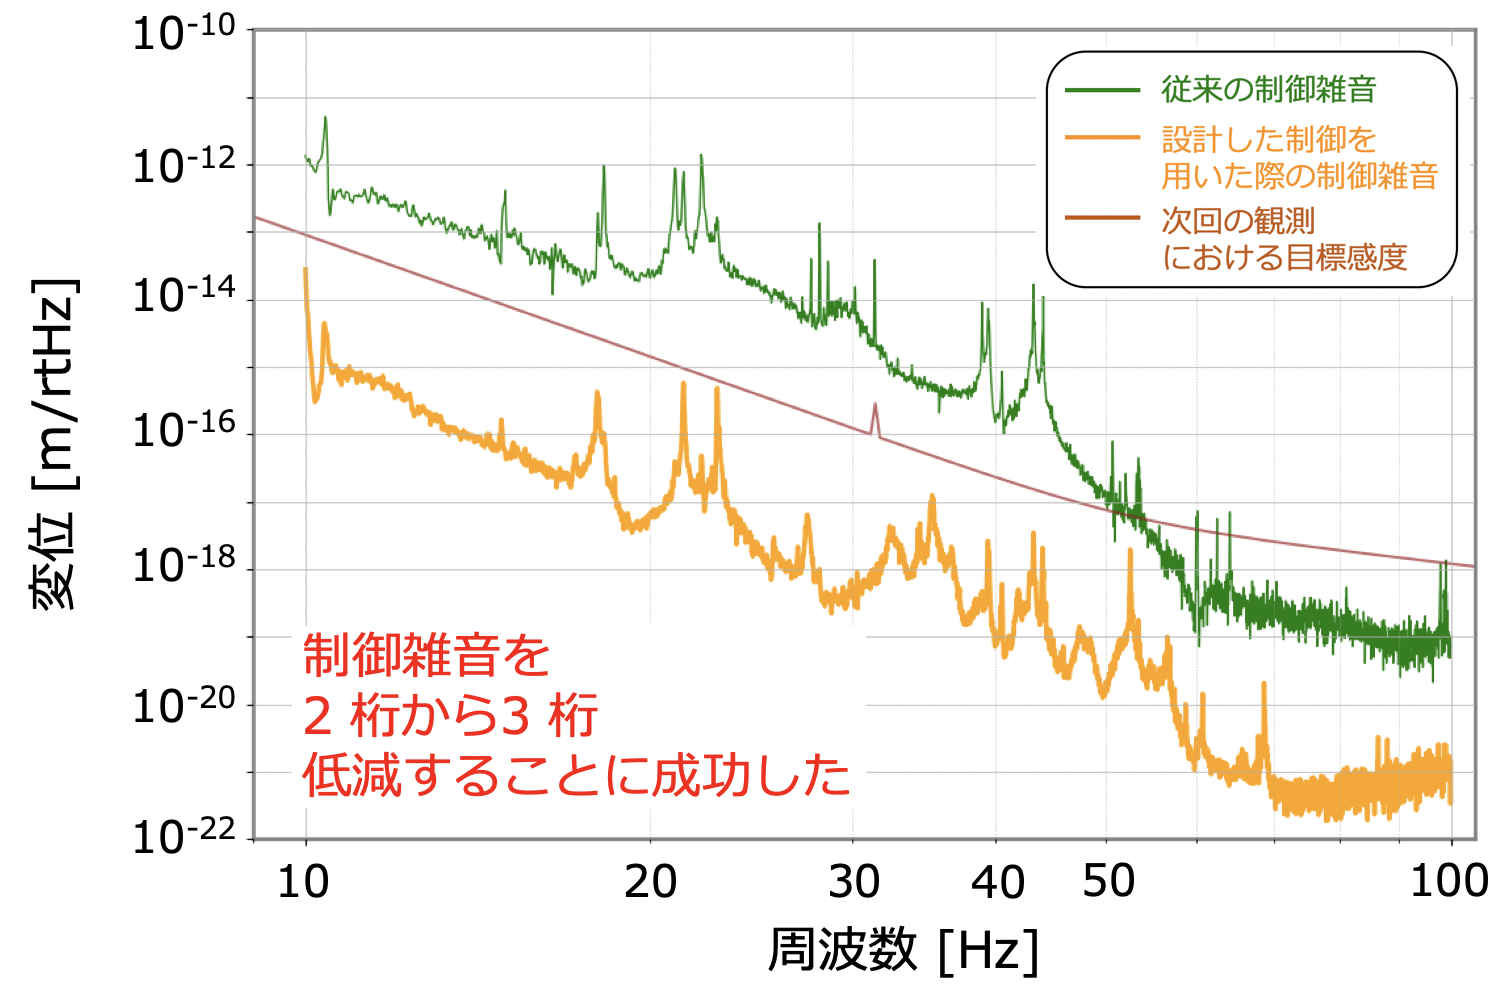 10-10
10-12
10-14
10-16
10-18
10-20
10-22
変位 [m/rtHz]
従来の制御雑音
設計した制御を
用いた際の制御雑音
次回の観測
における目標感度
制御雑音を
2 桁から3 桁
低減することに成功した
10 20 30 40 50 100
周波数 [Hz]